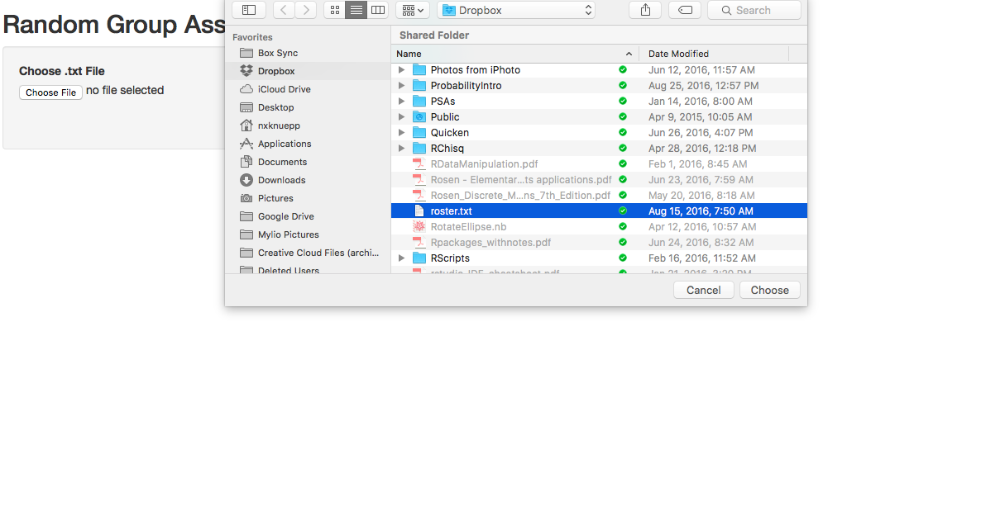 Random Group Ass
Choose .txt File
Choose File no file selected
Dropbox
Search
Favorites
Box Sync
Dropbox
iCloud Drive
Desktop
nxknuepp
Applications
Documents
Downloads
Pictures
Google Drive
Mylio Pictures
Creative Cloud Files (archi...
Deleted Users
Shared Folder
Name Date Modified
Photos from iPhoto Jun 12, 2016, 11:57 AM
ProbabilityIntro Aug 25, 2016, 12:57 PM
PSAs Jan 14, 2016, 8:00 AM
Public Apr 9, 2015, 10:05 AM
Quicken Jun 26, 2016, 4:07 PM
RChisq Apr 28, 2016, 12:18 PM
RDataManipulation.pdf Feb 1, 2016, 8:45 AM
Rosen - Elementar...ts applications.pdf Jun 23, 2016, 7:59 AM
Rosen_Discrete_M...ns_7th_Edition.pdf May 20, 2016, 8:18 AM
roster.txt Aug 15, 2016, 7:50 AM
RotateEllipse.nb Apr 12, 2016, 10:57 AM
Rpackages_withnotes.pdf Jun 24, 2016, 8:32 AM
RScripts Feb 16, 2016, 11:52 AM
Cancel Choose